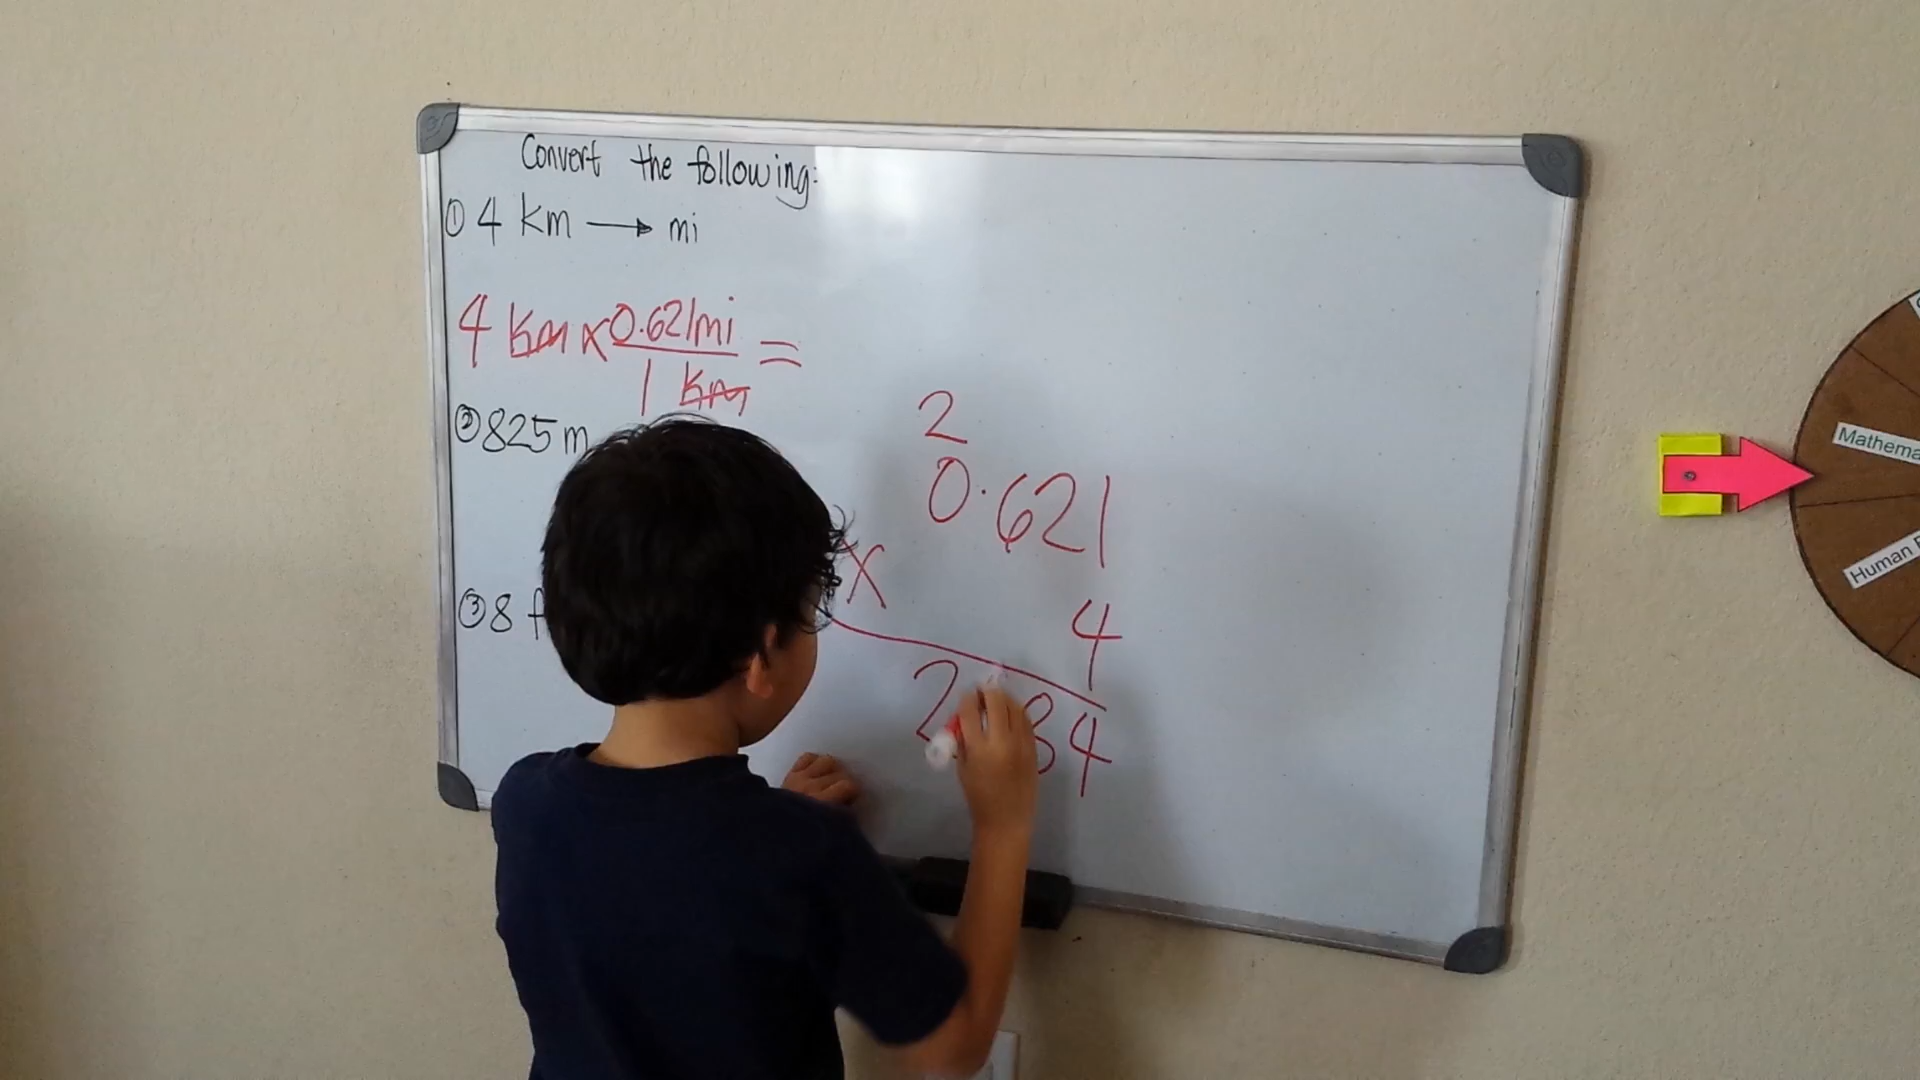 Convert the following:
① 4 km → mi
4 km x 0.621mi =
1 km
② 825 m
③ 8
2
0.621
x 4
2 84
Mathema
Human